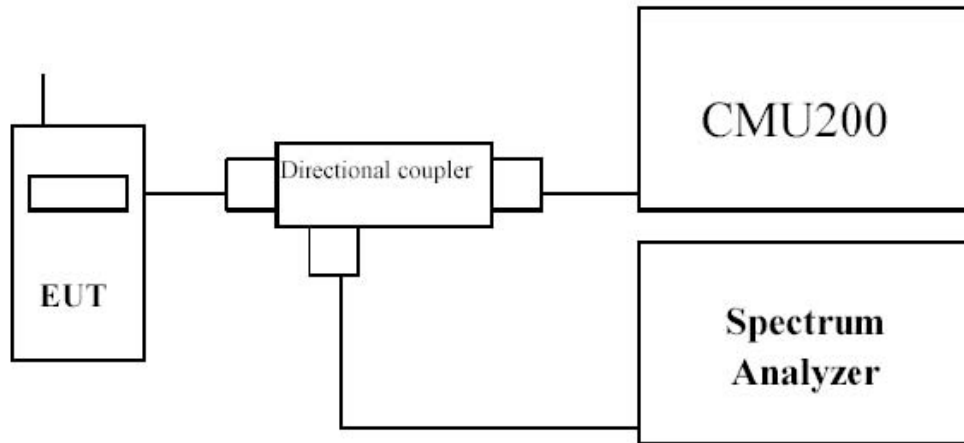 CMU200
Directional coupler
EUT
Spectrum
Analyzer